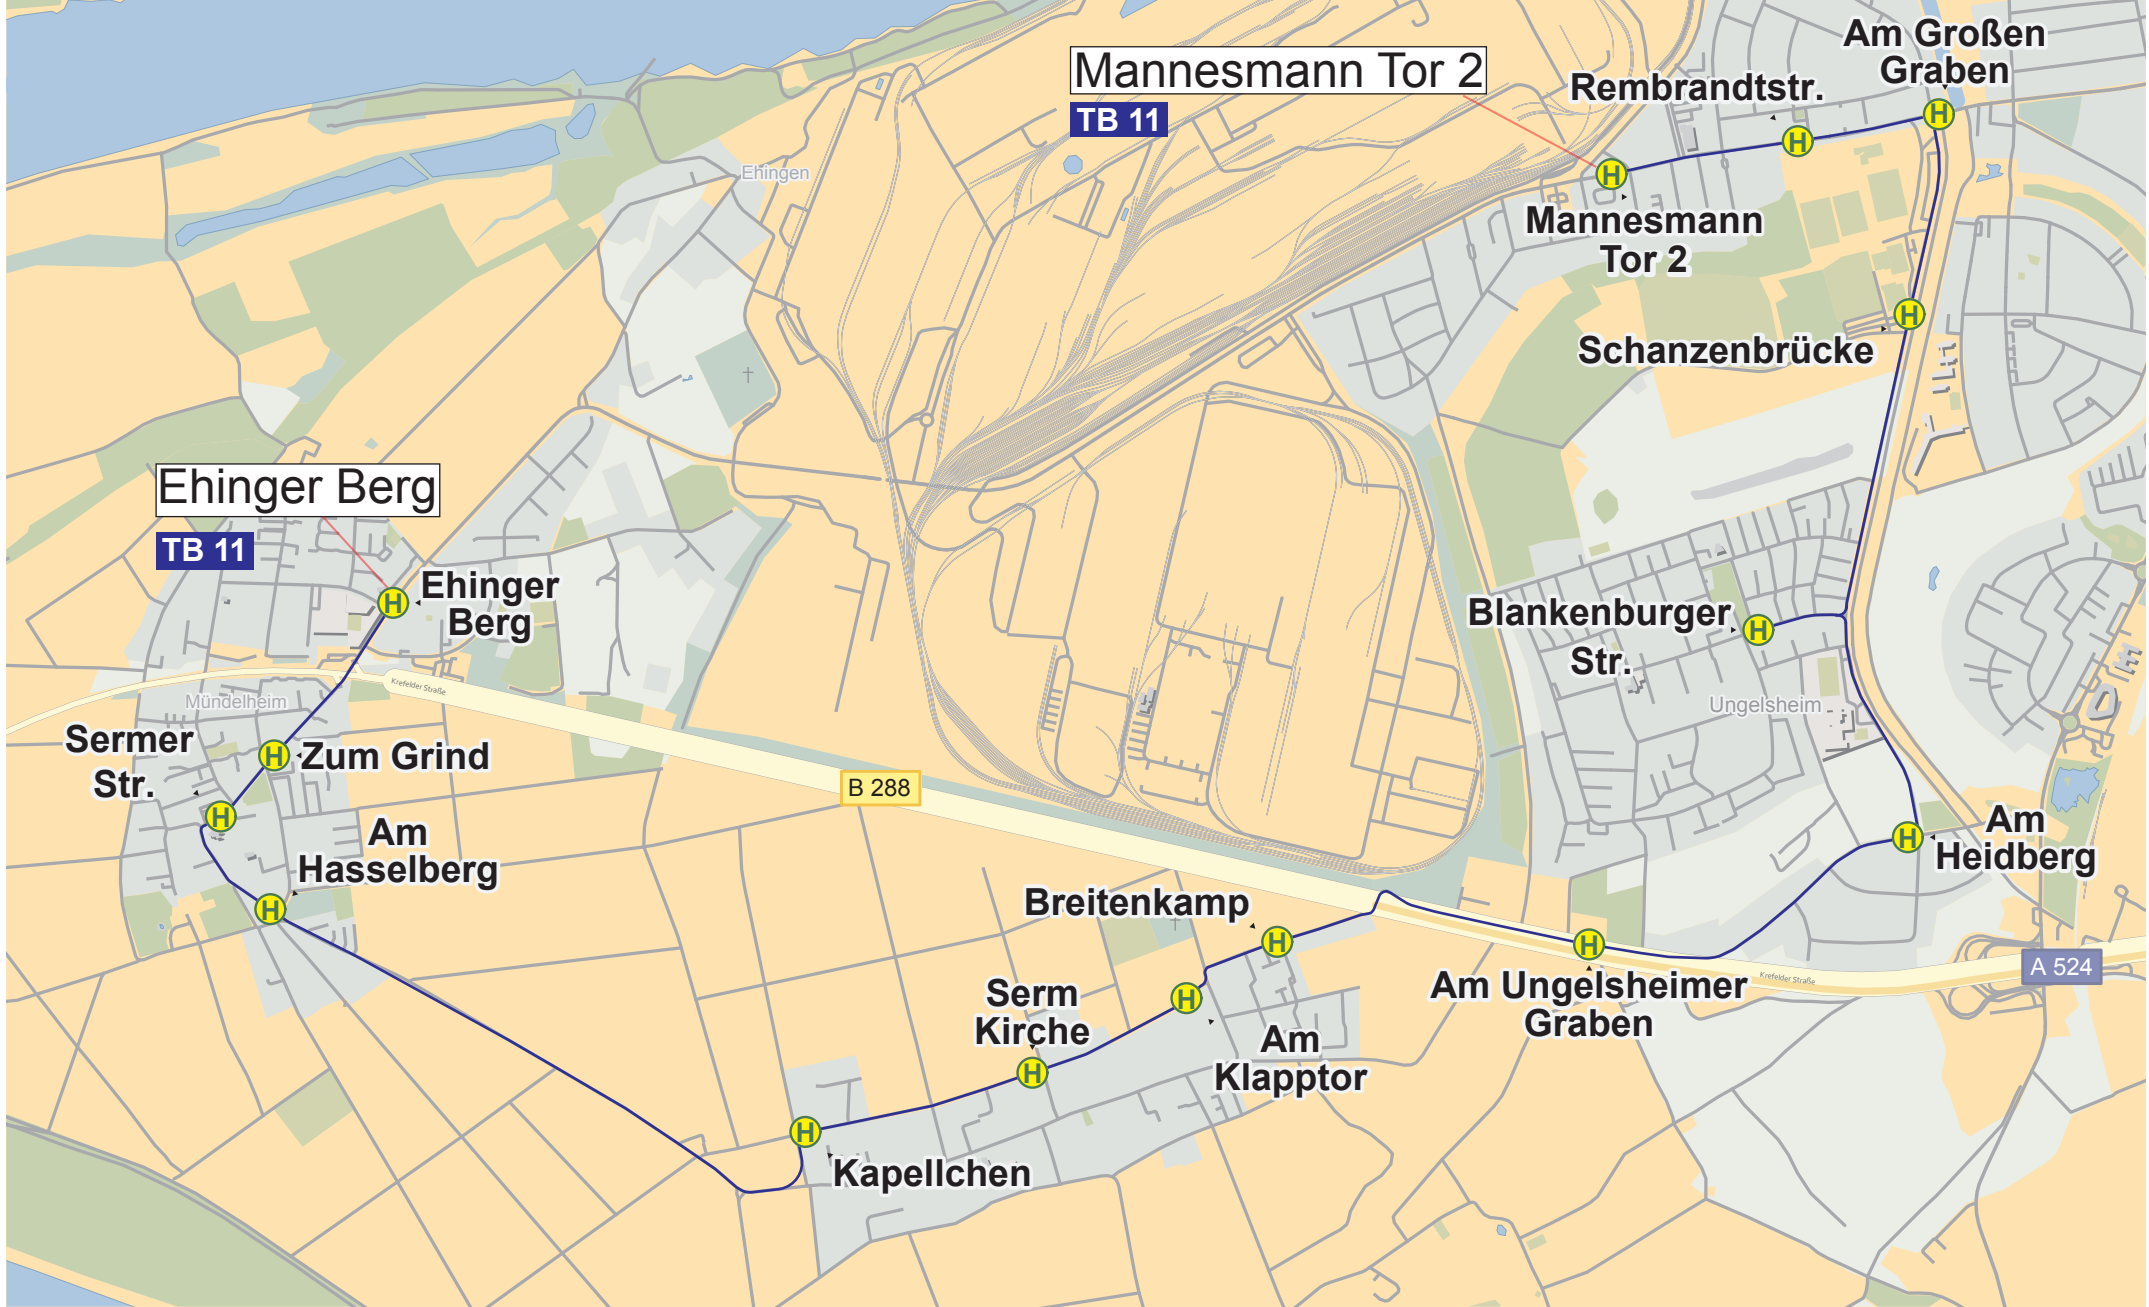 Am Großen
Graben
Mannesmann Tor 2
TB 11
Rembrandtstr.
H
H
H
Ehingen
Mannesmann
Tor 2
H
Schanzenbrücke
Ehinger Berg
TB 11
H
Ehinger
Berg
Blankenburger
Str.
H
Krefelder Straße
Mündelheim
Ungelsheim
Sermer
Str.
H
Zum Grind
B 288
H
Am
Hasselberg
H
Am
Heidberg
H
Breitenkamp
H
H
Am Ungelsheimer
Graben
A 524
Krefelder Straße
Serm
Kirche
H
Am
Klapptor
H
H
Kapellchen